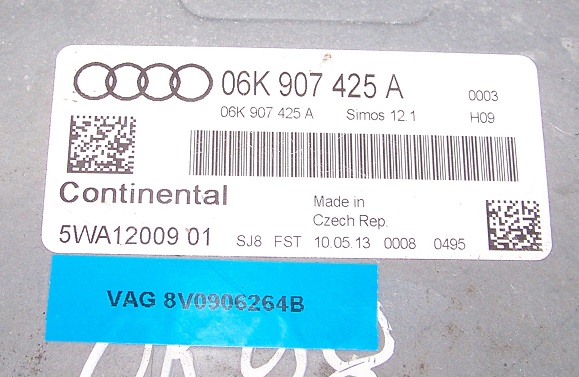 06K 907 425 A 0003
06K 907 425 A Simos 12.1 H09
Continental
Made in
Czech Rep.
5WA12009 01 SJ8 FST 10.05.13 0008 0495
VAG 8V0906264B